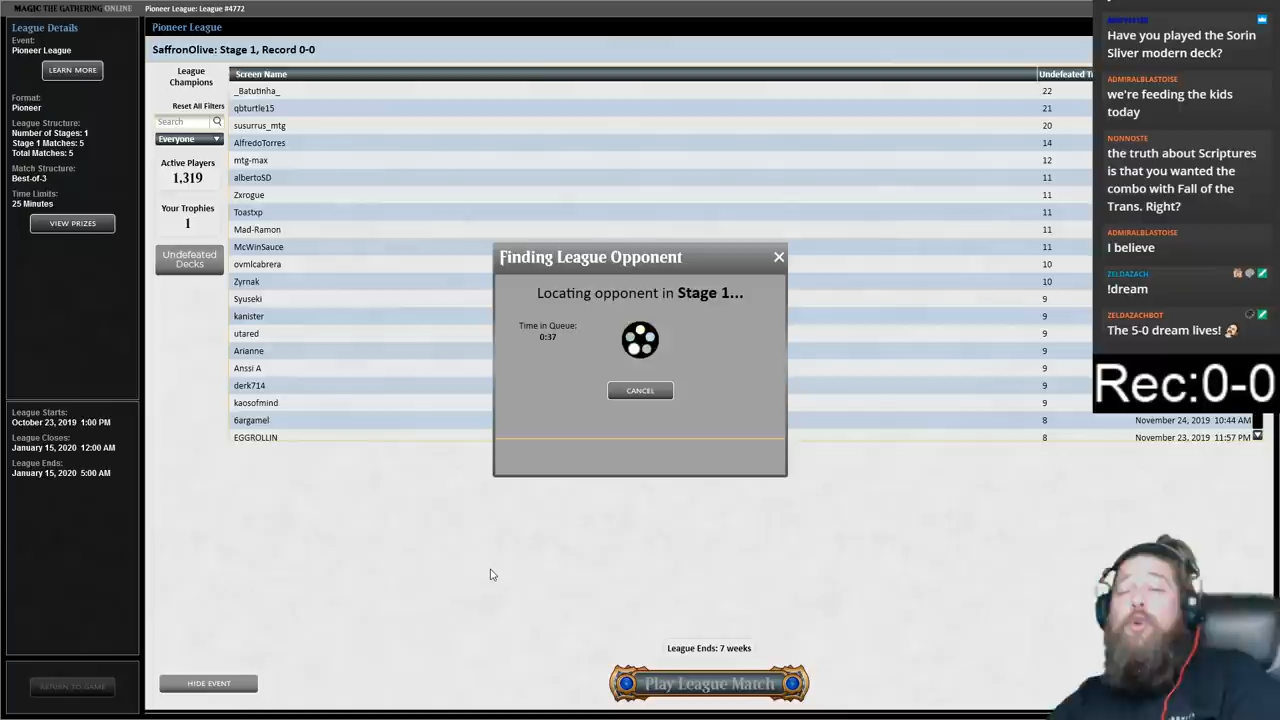 MAGIC THE GATHERING ONLINE
Pioneer League: League #4772
League Details
Event:
Pioneer League
LEARN MORE
Format:
Pioneer
League Structure:
Number of Stages: 1
Stage 1 Matches: 5
Total Matches: 5
Match Structure:
Best-of-3
Time Limits:
25 Minutes
VIEW PRIZES
League Starts:
October 23, 2019 1:00 PM
League Closes:
January 15, 2020 12:00 AM
League Ends:
January 15, 2020 5:00 AM
RETURN TO GAME
Pioneer League
SaffronOlive: Stage 1, Record 0-0
League
Champions
Reset All Filters
Search
Everyone
Active Players
1,319
Your Trophies
1
Undefeated
Decks
Screen Name
_Batutinha_ 22
qbturtle15 21
susurrus_mtg 20
AlfredoTorres 14
mtg-max 12
albertoSD 11
Zxrogue 11
Toastxp 11
Mad-Ramon 11
McWinSauce 11
ovmlcabrera 10
Zyrnak 10
Syuseki 9
kanister 9
utared 9
Arianne 9
Anssi A 9
derk714 9
kaosofmind 9
6argamel 8 November 24, 2019 10:44 AM
EGGROLLIN 8 November 23, 2019 11:57 PM
Finding League Opponent
Locating opponent in Stage 1...
Time in Queue:
0:37
CANCEL
League Ends: 7 weeks
HIDE EVENT
Play League Match
Have you played the Sorin
Sliver modern deck?
ADMIRALBLASTOISE
we're feeding the kids
today
NONNOSTE
the truth about Scriptures
is that you wanted the
combo with Fall of the
Trans. Right?
ADMIRALBLASTOISE
I believe
ZELDAZACH
!dream
ZELDAZACHBOT
The 5-0 dream lives!
Rec:0-0